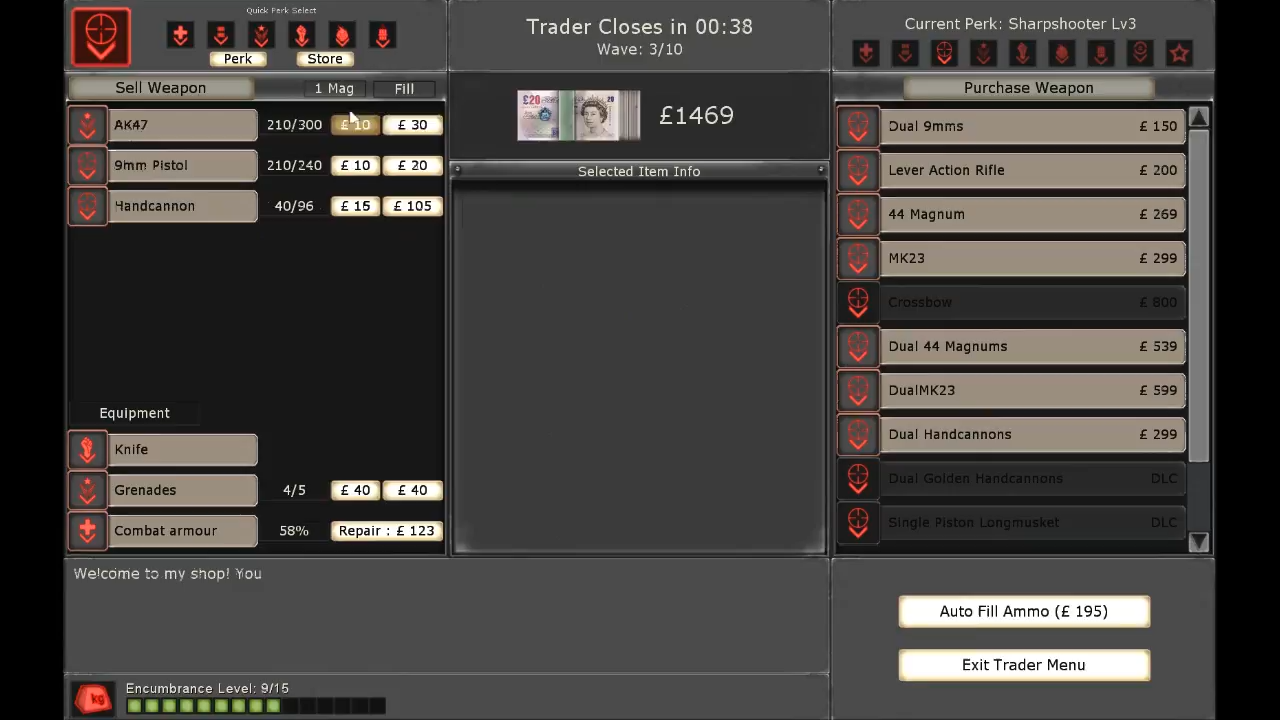 Quick Perk Select
Perk
Store
Trader Closes in 00:38
Wave: 3/10
Current Perk: Sharpshooter Lv3
Sell Weapon
1 Mag
Fill
£20
20
£1469
Purchase Weapon
AK47 210/300 £ 10 £ 30
9mm Pistol 210/240 £ 10 £ 20
Handcannon 40/96 £ 15 £ 105
Equipment
Knife
Grenades 4/5 £ 40 £ 40
Combat armour 58% Repair : £ 123
Selected Item Info
Dual 9mms £ 150
Lever Action Rifle £ 200
44 Magnum £ 269
MK23 £ 299
Crossbow £ 800
Dual 44 Magnums £ 539
DualMK23 £ 599
Dual Handcannons £ 299
Dual Golden Handcannons DLC
Single Piston Longmusket DLC
Welcome to my shop! You
Auto Fill Ammo (£ 195)
Exit Trader Menu
kg
Encumbrance Level: 9/15